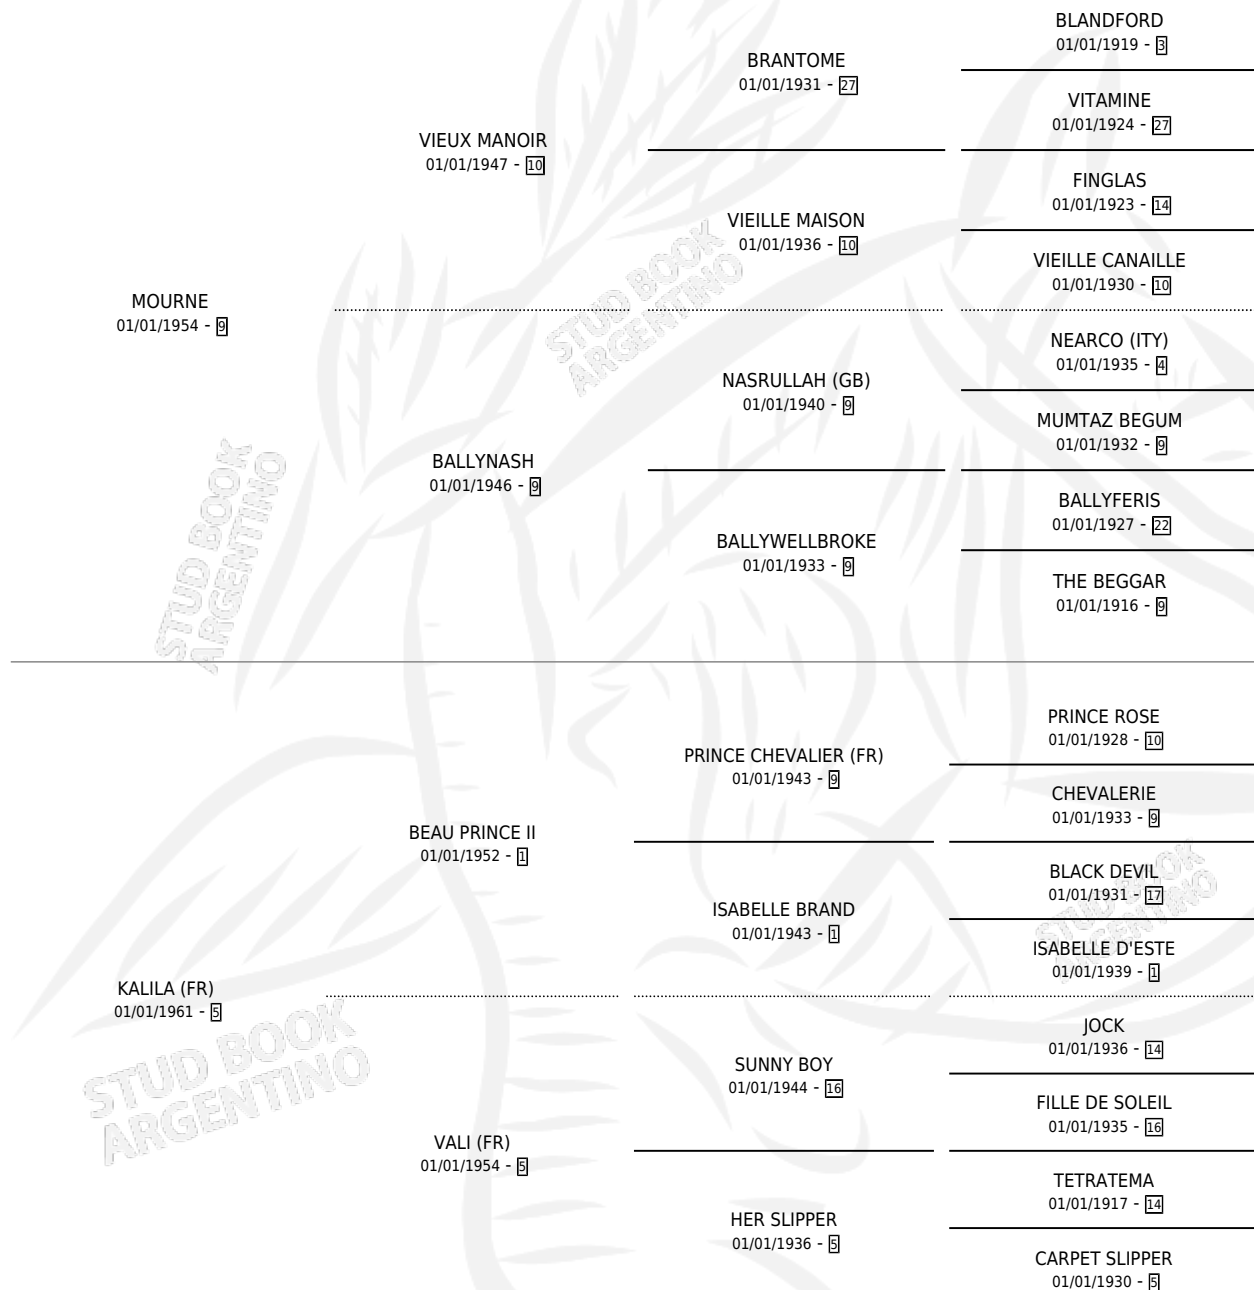 BLANDFORD
01/01/1919 - 3
BRANTOME
01/01/1931 - 27
VITAMINE
01/01/1924 - 27
VIEUX MANOIR
01/01/1947 - 10
FINGLAS
01/01/1923 - 14
VIEILLE MAISON
01/01/1936 - 10
VIEILLE CANAILLE
01/01/1930 - 10
MOURNE
01/01/1954 - 9
NEARCO (ITY)
01/01/1935 - 4
NASRULLAH (GB)
01/01/1940 - 9
MUMTAZ BEGUM
01/01/1932 - 9
BALLYNASH
01/01/1946 - 9
BALLYFERIS
01/01/1927 - 22
BALLYWELLBROKE
01/01/1933 - 9
THE BEGGAR
01/01/1916 - 9
STUD BOOK
ARGENTINO
STUD BOOK
ARGENTINO
PRINCE ROSE
01/01/1928 - 10
PRINCE CHEVALIER (FR)
01/01/1943 - 9
CHEVALERIE
01/01/1933 - 9
BEAU PRINCE II
01/01/1952 - 1
BLACK DEVIL
01/01/1931 - 17
ISABELLE BRAND
01/01/1943 - 1
ISABELLE D'ESTE
01/01/1939 - 1
STUD BOOK
ARGENTINO
KALILA (FR)
01/01/1961 - 5
JOCK
01/01/1936 - 14
SUNNY BOY
01/01/1944 - 16
FILLE DE SOLEIL
01/01/1935 - 16
VALI (FR)
01/01/1954 - 5
TETRATEMA
01/01/1917 - 14
HER SLIPPER
01/01/1936 - 5
CARPET SLIPPER
01/01/1930 - 5
STUD BOOK
ARGENTINO